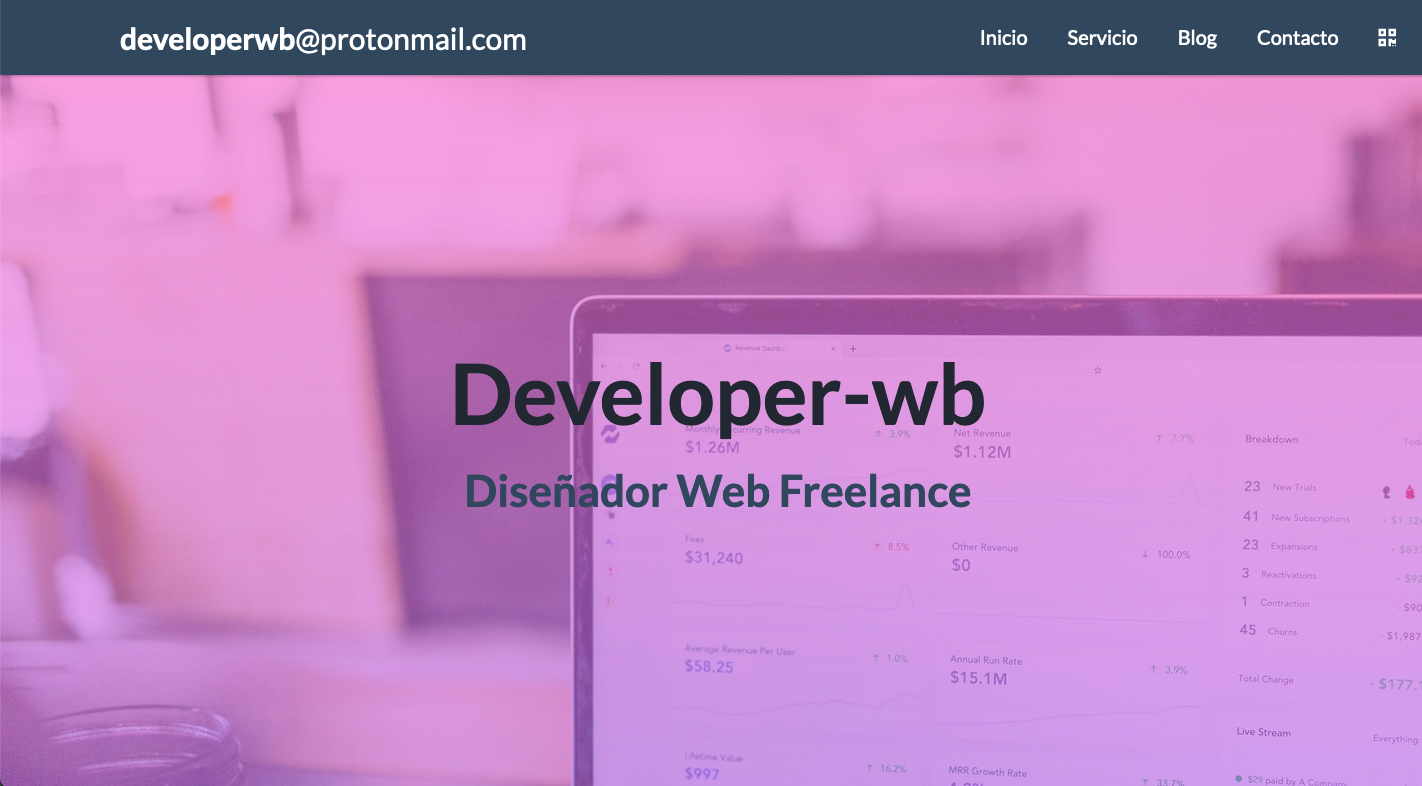 developerwb@protonmail.com
Inicio Servicio Blog Contacto
Developer-wb
Diseñador Web Freelance
Revenue
Monthly Recurring Revenue
↑ 3.9%
$1.26M
Net Revenue
↑ 7.7%
$1.12M
Breakdown
23 New Trials
41 New Subscriptions
23 Expansions
3 Reactivations
1 Contraction
45 Churns
Fees
↑ 8.5%
$31,240
Other Revenue
↓ 100.0%
$0
Average Revenue Per User
↑ 1.0%
$58.25
Annual Run Rate
↑ 3.9%
$15.1M
Total Change
Live Stream
Everything
Lifetime Value
↑ 16.2%
$997
MRR Growth Rate
↑ 33.7%
$29 paid by A Company